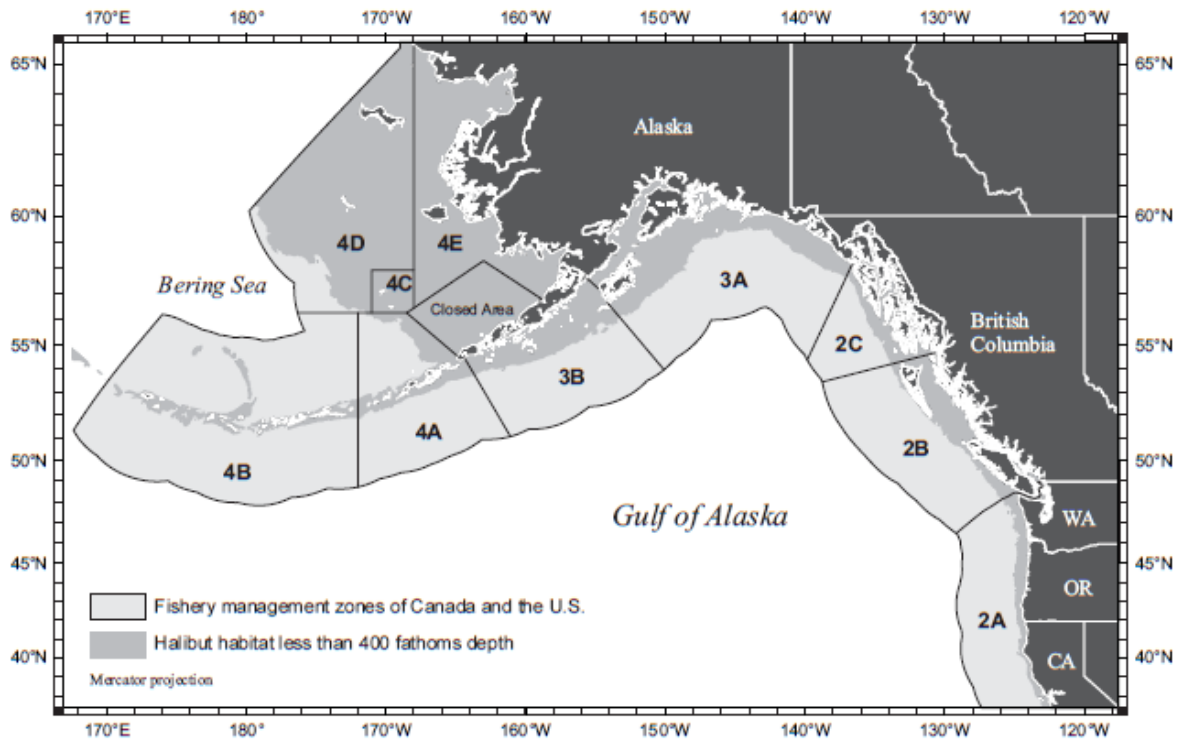 170°E 180° 170°W 160°W 150°W 140°W 130°W 120°W
65°N 65°N
Alaska
60°N 60°N
4D 4E
Bering Sea 4C 3A
Closed Area
British
Columbia
55°N 2C 55°N
3B
4A 2B
50°N 4B 50°N
Gulf of Alaska WA
45°N 45°N
OR
Fishery management zones of Canada and the U.S.
2A
Halibut habitat less than 400 fathoms depth
40°N CA 40°N
Mercator projection
170°E 180° 170°W 160°W 150°W 140°W 130°W 120°W